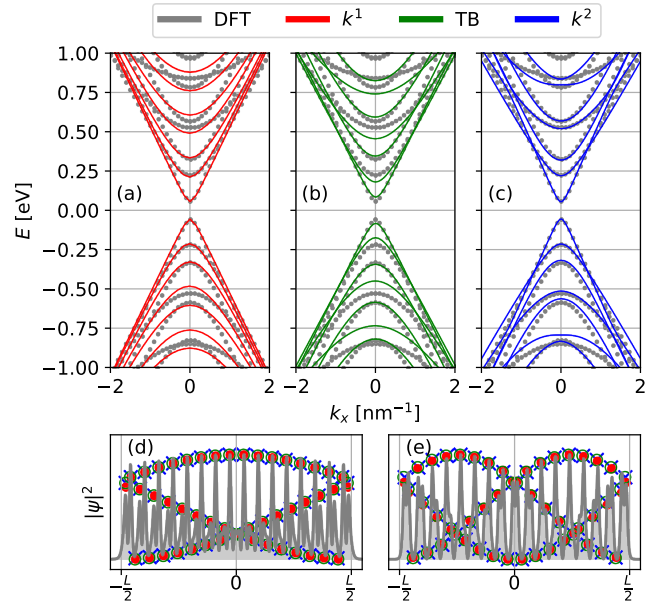 DFT k¹ TB k²
1.00
0.75
0.50
0.25
0.00
−0.25
−0.50
−0.75
−1.00
E [eV]
(a) (b) (c)
−2 0 2 −2 0 2 −2 0 2
kₓ [nm⁻¹]
(d) (e)
|ψ|²
−L/2 0 L/2 −L/2 0 L/2